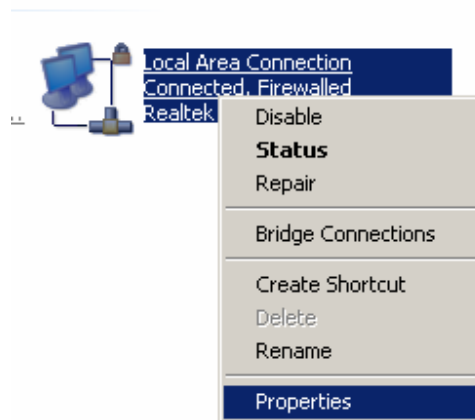 Local Area Connection
Connected, Firewalled
Realtek
Disable
Status
Repair
Bridge Connections
Create Shortcut
Delete
Rename
Properties